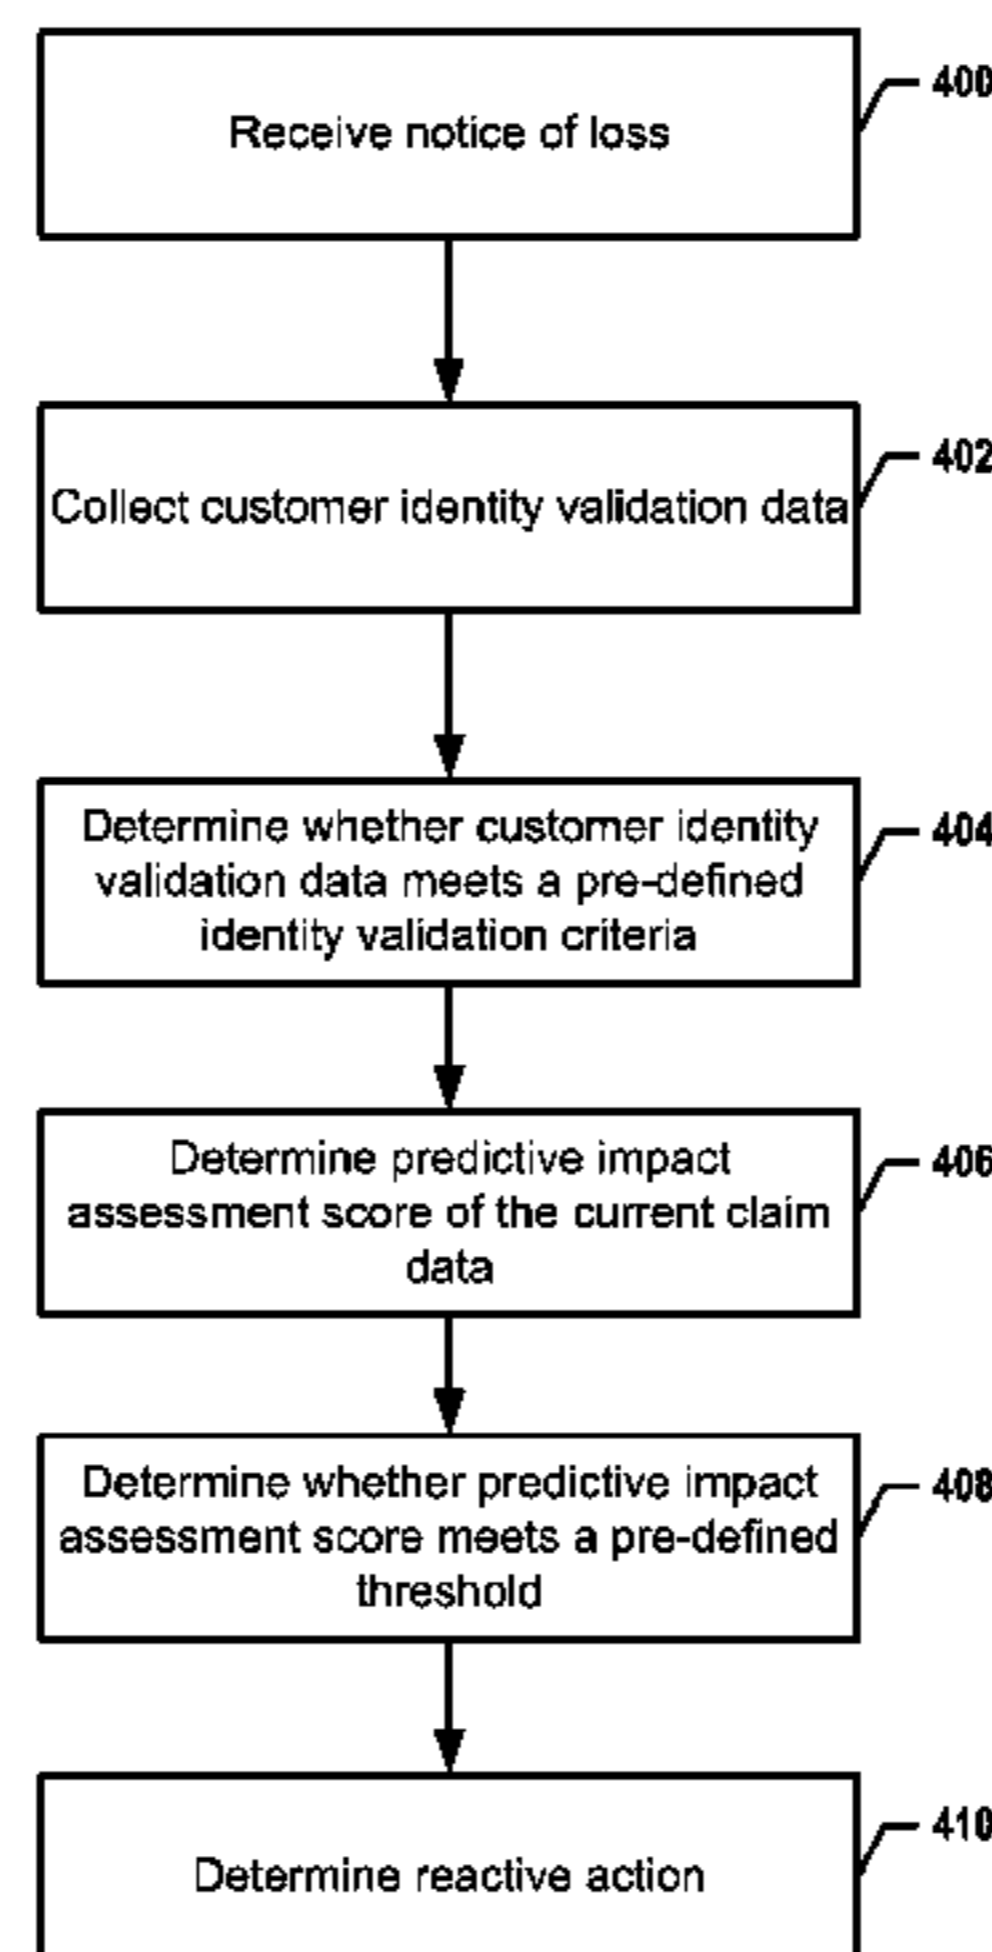 Receive notice of loss
400
Collect customer identity validation data
402
Determine whether customer identity
validation data meets a pre-defined
identity validation criteria
404
Determine predictive impact
assessment score of the current claim
data
406
Determine whether predictive impact
assessment score meets a pre-defined
threshold
408
Determine reactive action
410